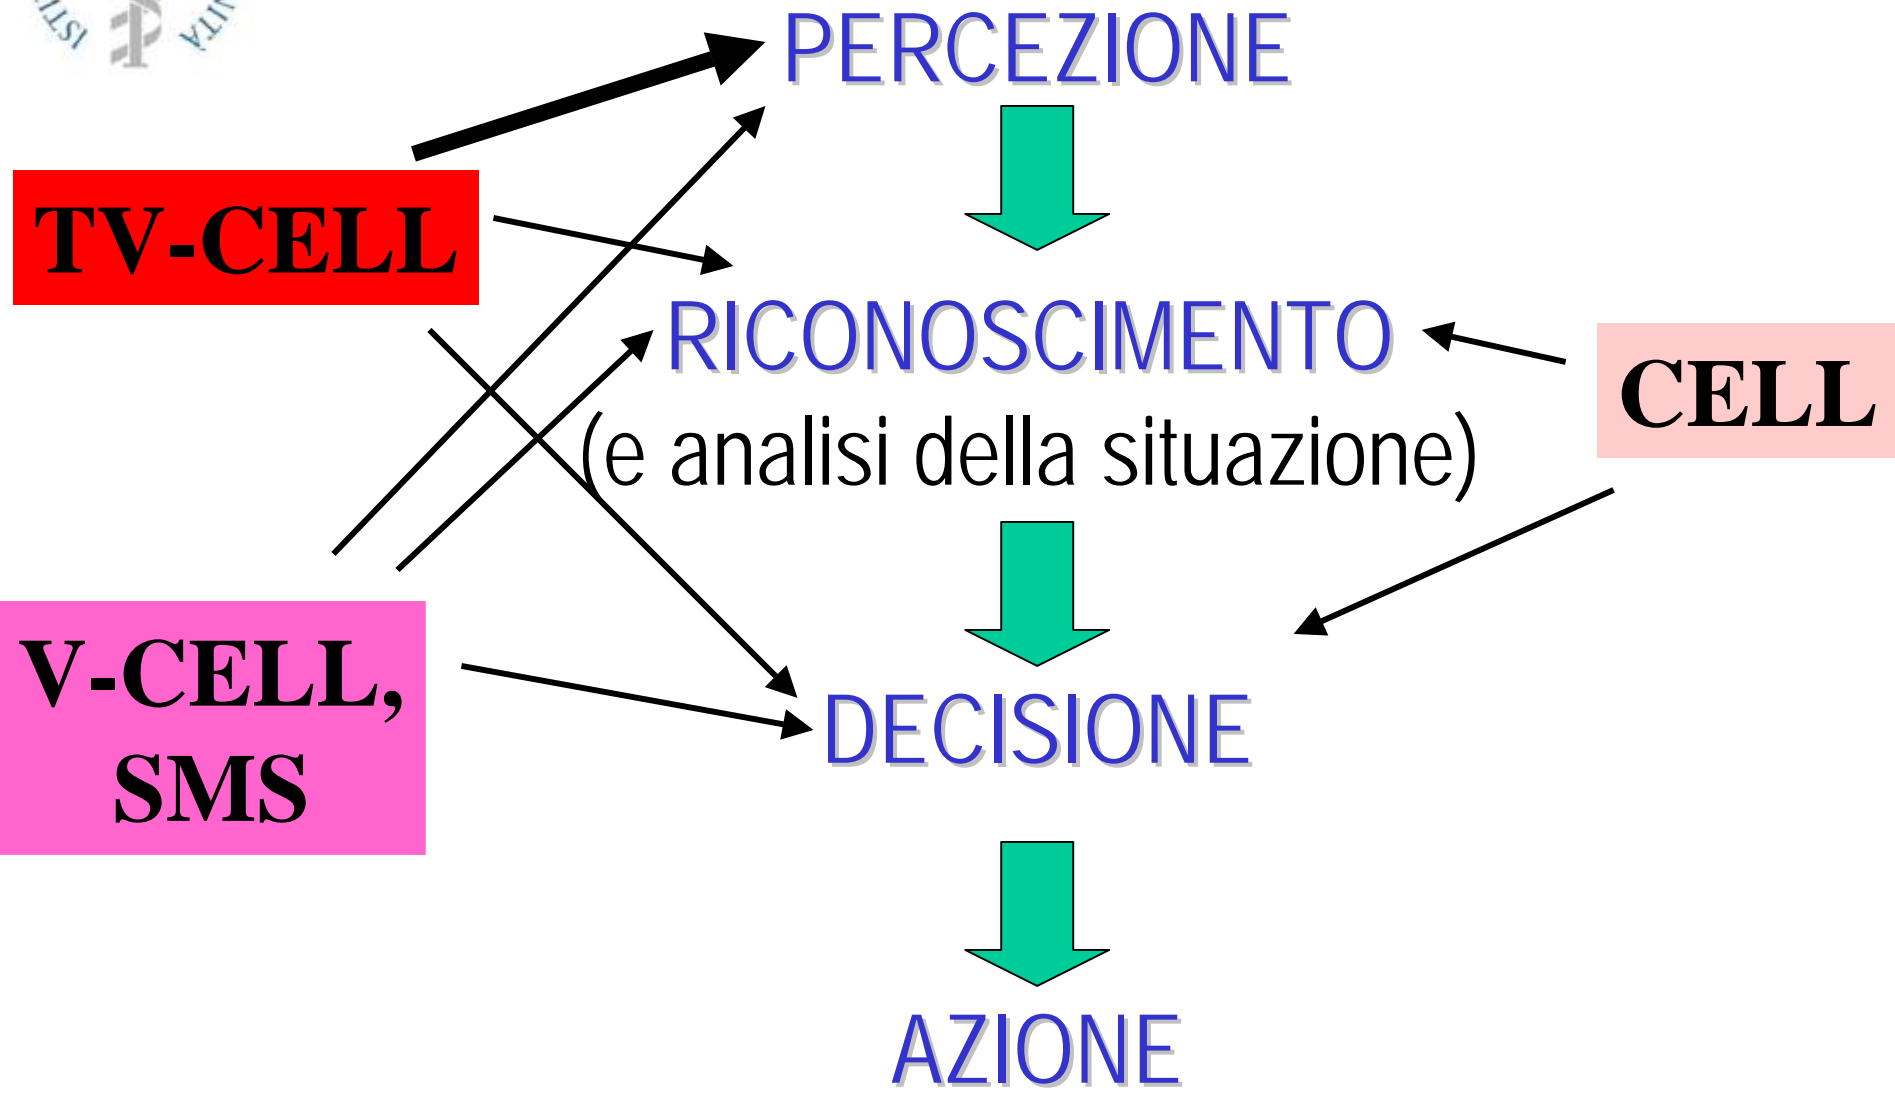 PERCEZIONE
TV-CELL
RICONOSCIMENTO
(e analisi della situazione)
CELL
V-CELL,
SMS
DECISIONE
AZIONE